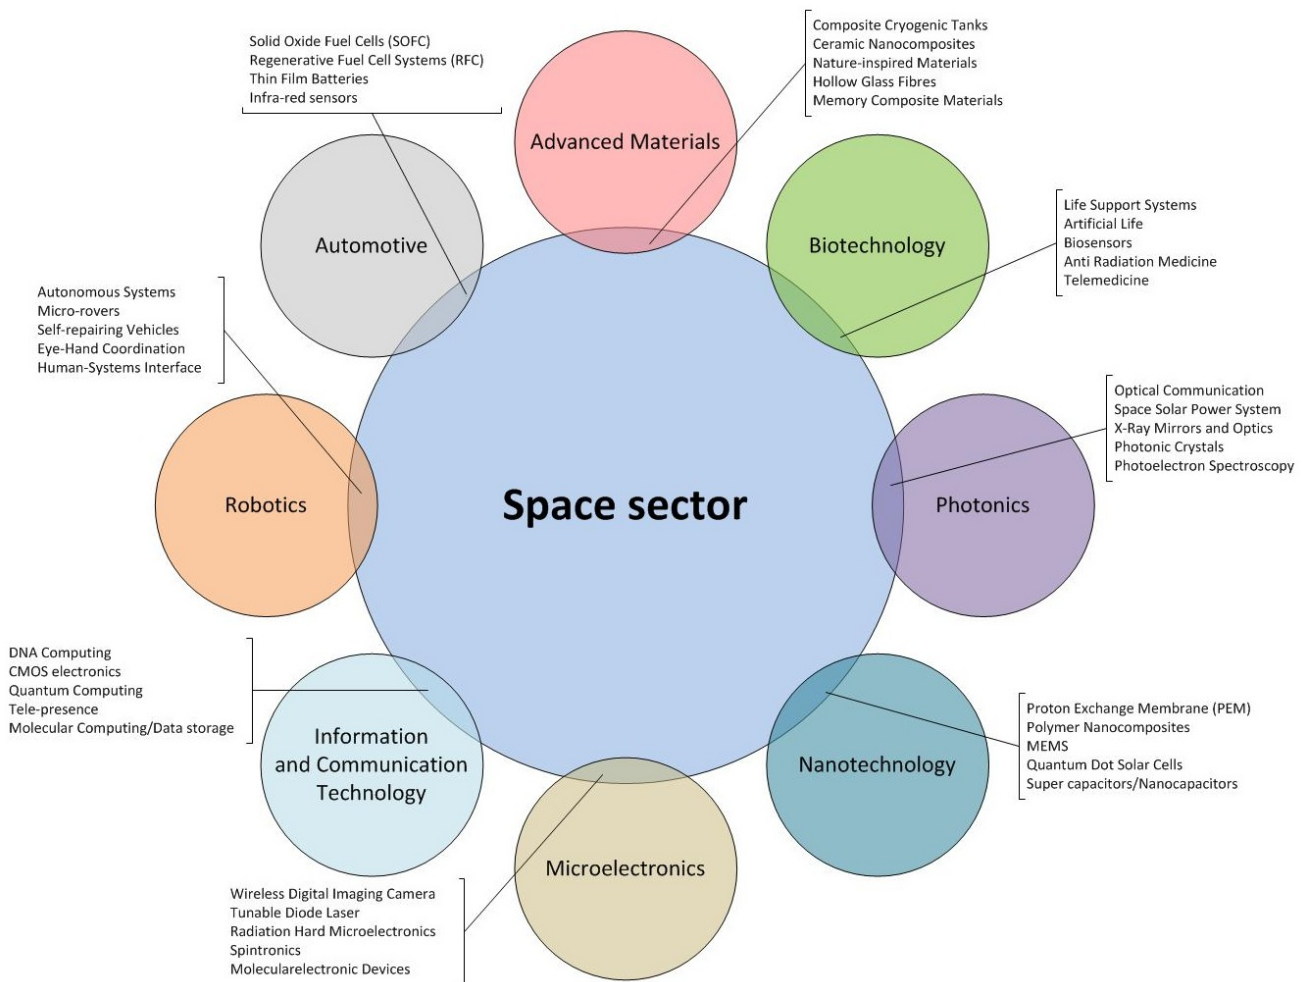 Solid Oxide Fuel Cells (SOFC)
Regenerative Fuel Cell Systems (RFC)
Thin Film Batteries
Infra-red sensors
Composite Cryogenic Tanks
Ceramic Nanocomposites
Nature-inspired Materials
Hollow Glass Fibres
Memory Composite Materials
Advanced Materials
Automotive
Biotechnology
Life Support Systems
Artificial Life
Biosensors
Anti Radiation Medicine
Telemedicine
Autonomous Systems
Micro-rovers
Self-repairing Vehicles
Eye-Hand Coordination
Human-Systems Interface
Optical Communication
Space Solar Power System
X-Ray Mirrors and Optics
Photonic Crystals
Photoelectron Spectroscopy
Robotics
Space sector
Photonics
DNA Computing
CMOS electronics
Quantum Computing
Tele-presence
Molecular Computing/Data storage
Information
and Communication
Technology
Nanotechnology
Proton Exchange Membrane (PEM)
Polymer Nanocomposites
MEMS
Quantum Dot Solar Cells
Super capacitors/Nanocapacitors
Microelectronics
Wireless Digital Imaging Camera
Tunable Diode Laser
Radiation Hard Microelectronics
Spintronics
Molecularelectronic Devices